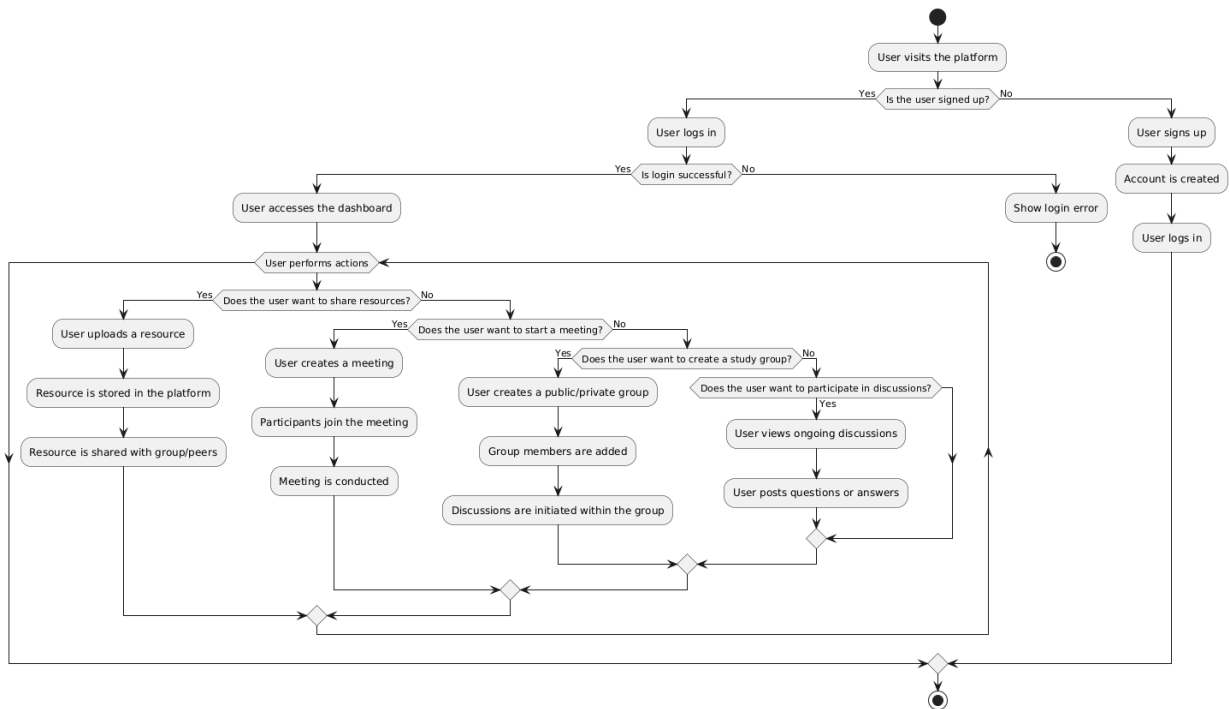 User visits the platform
Yes
Is the user signed up?
No
User logs in
User signs up
Yes
Is login successful?
No
Account is created
User accesses the dashboard
Show login error
User logs in
User performs actions
Yes
Does the user want to share resources?
No
User uploads a resource
Yes
Does the user want to start a meeting?
No
User creates a meeting
Yes
Does the user want to create a study group?
No
Resource is stored in the platform
User creates a public/private group
Does the user want to participate in discussions?
Yes
Participants join the meeting
User views ongoing discussions
Resource is shared with group/peers
Group members are added
Meeting is conducted
User posts questions or answers
Discussions are initiated within the group